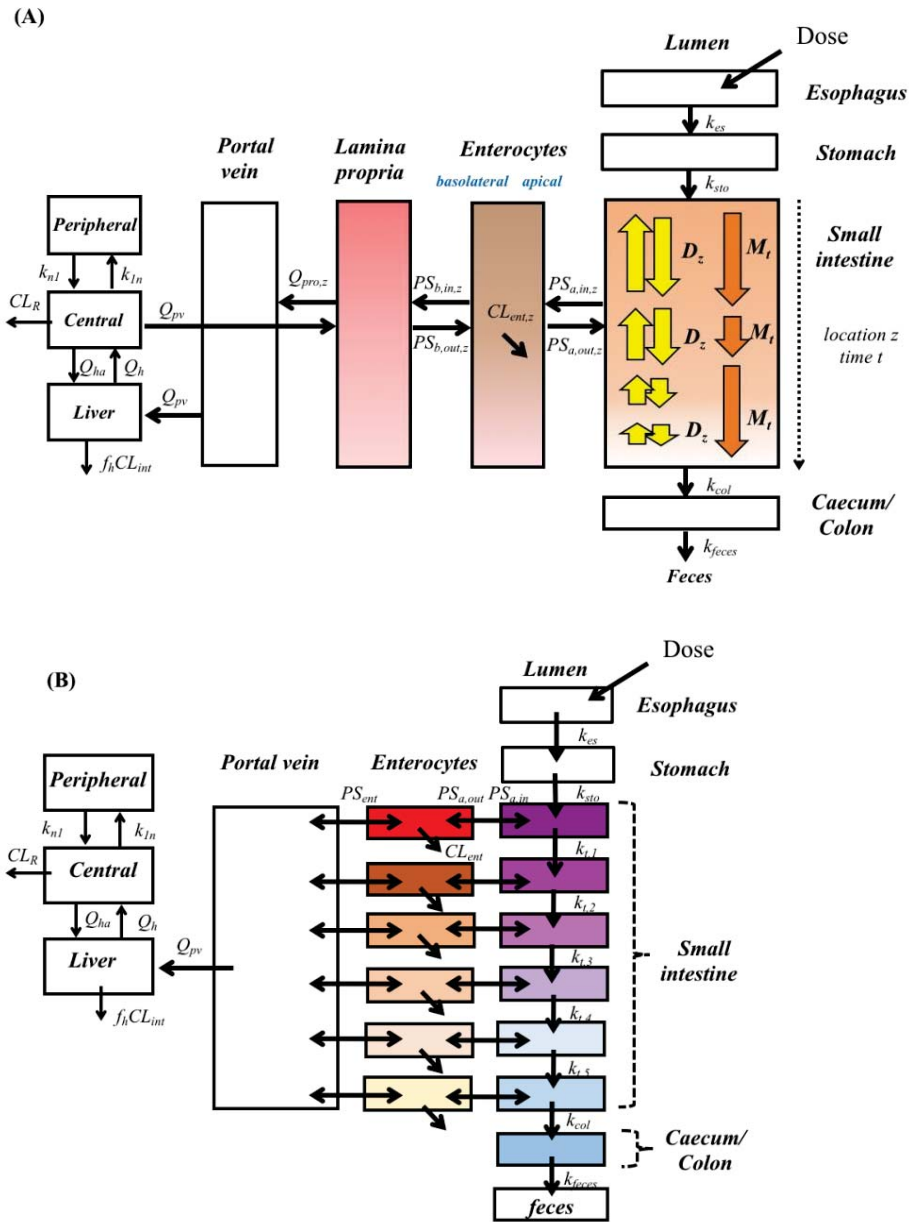 (A)
Lumen
Dose
Esophagus
k_es
Stomach
k_sto
Portal
vein
Lamina
propria
Enterocytes
basolateral apical
Peripheral
k_n1
k_1n
CL_R
Central
Q_ha
Q_h
Liver
f_hCL_int
Q_pv
Q_pv
Q_pro,z
PS_b,in,z
PS_b,out,z
CL_ent,z
PS_a,in,z
PS_a,out,z
D_z
M_t
D_z
M_t
D_z
M_t
Small
intestine
location z
time t
k_col
Caecum/
Colon
k_feces
Feces
(B)
Lumen
Dose
Esophagus
k_es
Stomach
k_sto
Portal vein
Enterocytes
PS_ent
PS_a,out
PS_a,in
CL_ent
Peripheral
k_n1
k_1n
CL_R
Central
Q_ha
Q_h
Liver
f_hCL_int
Q_pv
k_t,1
k_t,2
k_t,3
k_t,4
k_t,5
Small
intestine
k_col
Caecum/
Colon
k_feces
feces